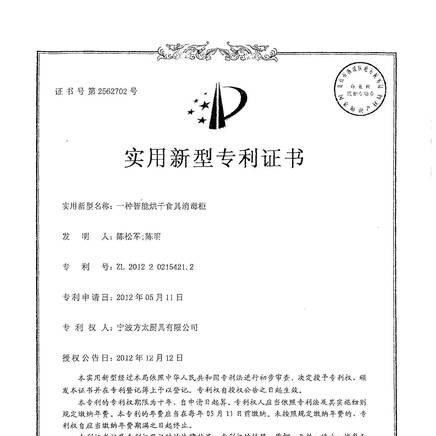 证书号第2562702号
实用新型专利证书
实用新型名称：一种智能烘干食具消毒柜
发明人：陈松军;陈明
专利号：ZL 2012 2 0215421.2
专利申请日：2012年05月11日
专利权人：宁波方太厨具有限公司
授权公告日：2012年12月12日
本实用新型经过本局依照中华人民共和国专利法进行初步审查，决定授予专利权，颁
发本证书并在专利登记簿上予以登记。专利权自授权公告之日起生效。
本专利的专利权期限为十年，自申请日起算。专利权人应当依照专利法及其实施细则
规定缴纳年费。本专利的年费应当在每年05月11日前缴纳。未按照规定缴纳年费的，专利
权自应当缴纳年费期满之日起终止。